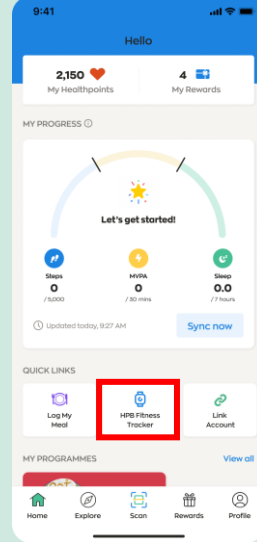 9:41
Hello
2,150
4
My Healthpoints
My Rewards
MY PROGRESS
Let's get started!
Steps
MVPA
Sleep
0
0
0.0
/ 5,000
/ 30 mins
/ 7 hours
Updated today, 9:27 AM
Sync now
QUICK LINKS
Log My
Meal
HPB Fitness
Tracker
Link
Account
MY PROGRAMMES
View all
Home
Explore
Scan
Rewards
Profile